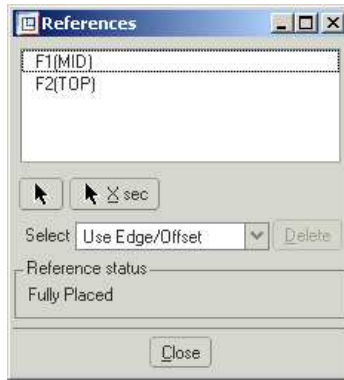 References
F1(MID)
F2(TOP)
X sec
Select Use Edge/Offset Delete
Reference status
Fully Placed
Close